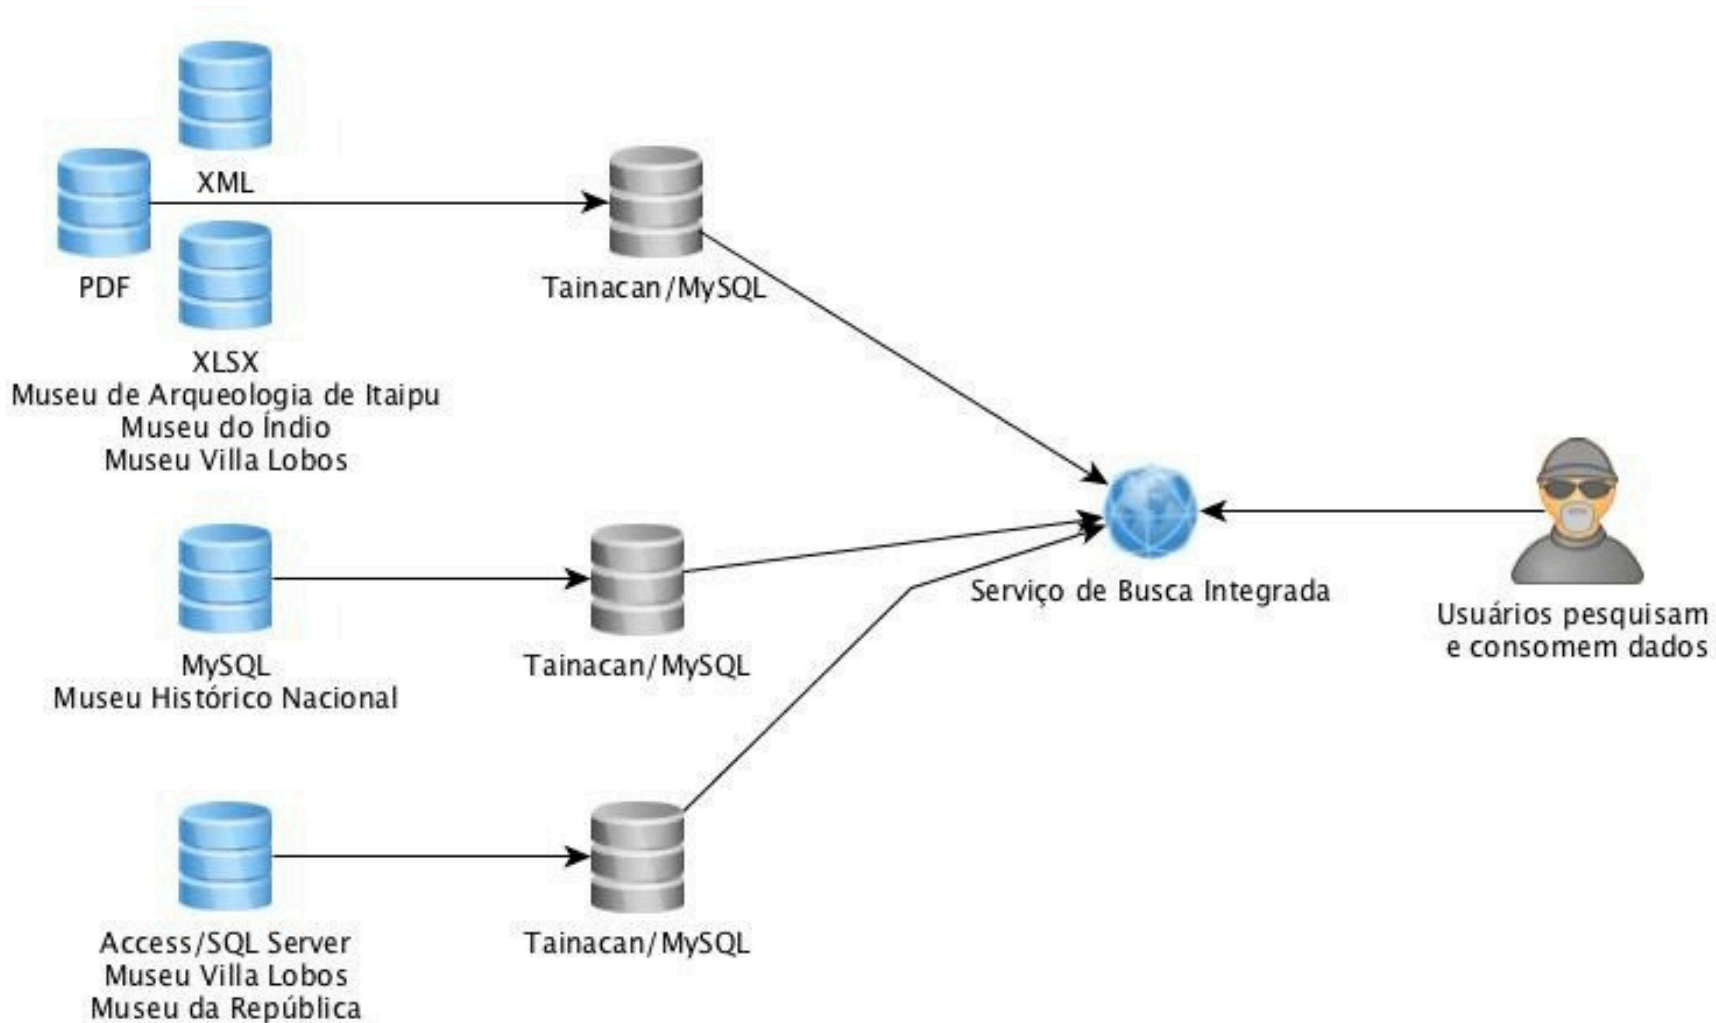 XML
PDF
XLSX
Museu de Arqueologia de Itaipu
Museu do Índio
Museu Villa Lobos
Tainacan/MySQL
MySQL
Museu Histórico Nacional
Tainacan/MySQL
Access/SQL Server
Museu Villa Lobos
Museu da República
Tainacan/MySQL
Serviço de Busca Integrada
Usuários pesquisam
e consomem dados